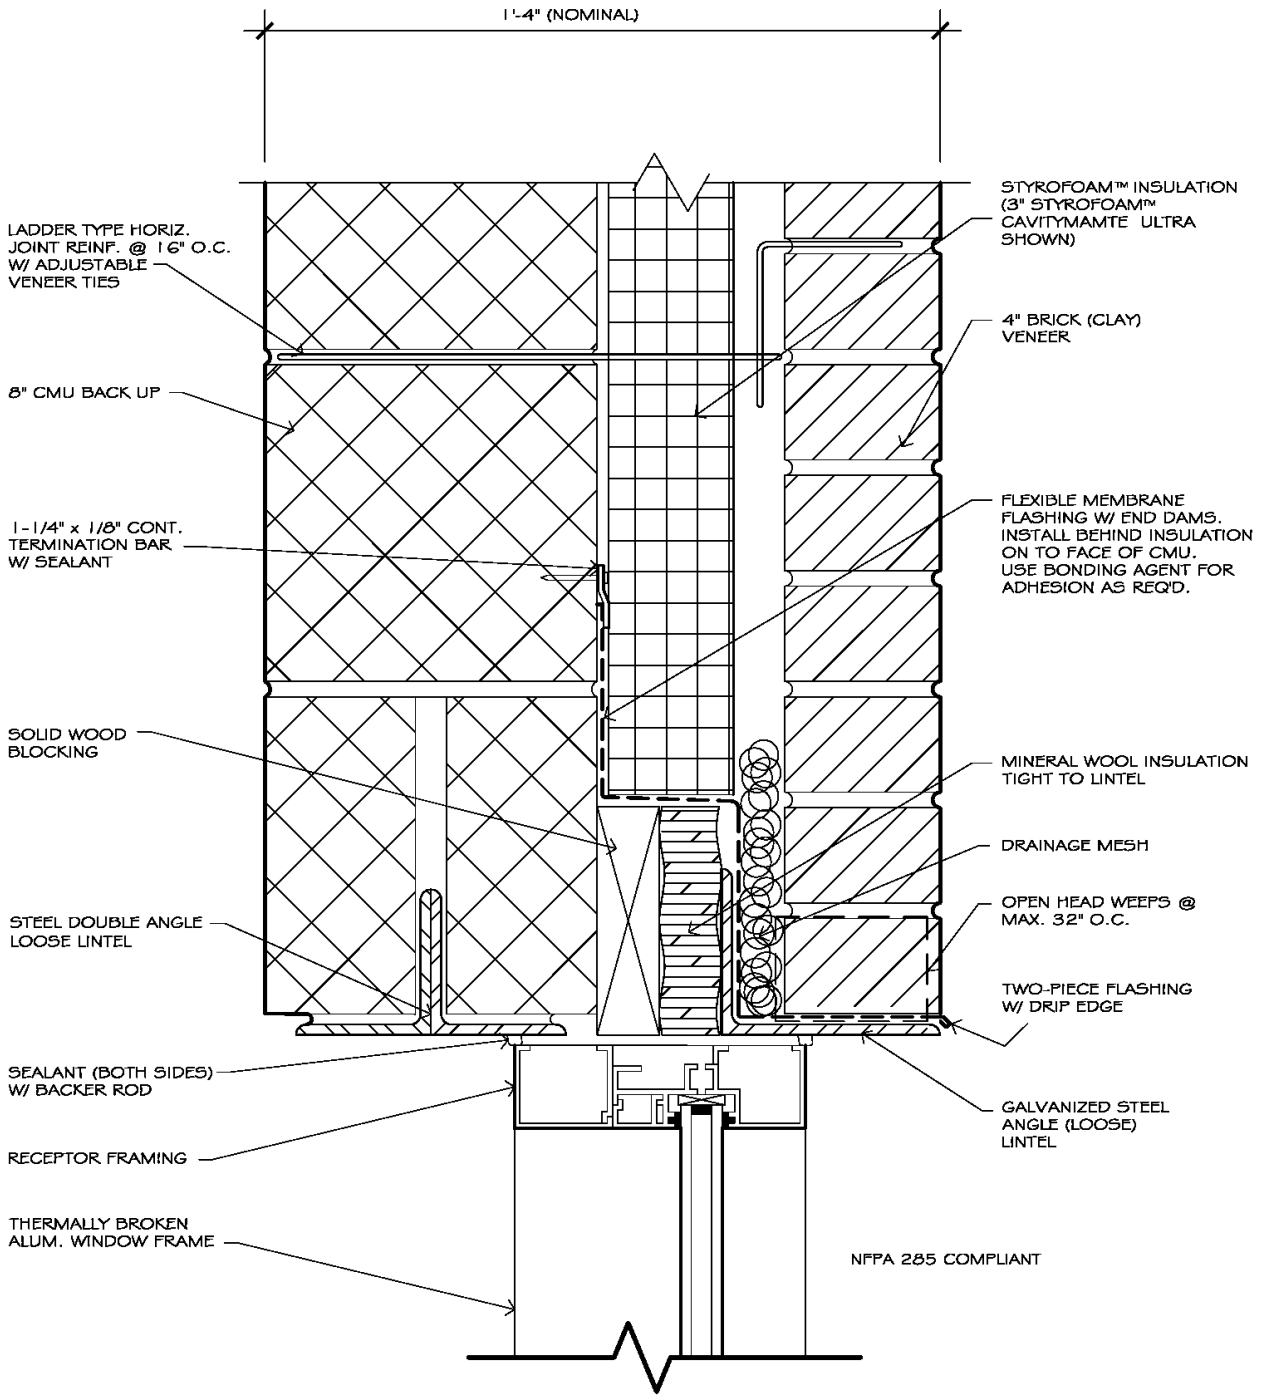 1'-4" (NOMINAL)
LADDER TYPE HORIZ.
JOINT REINF. @ 16" O.C.
W/ ADJUSTABLE
VENEER TIES
8" CMU BACK UP
1-1/4" x 1/8" CONT.
TERMINATION BAR
W/ SEALANT
SOLID WOOD
BLOCKING
STEEL DOUBLE ANGLE
LOOSE LINTEL
SEALANT (BOTH SIDES)
W/ BACKER ROD
RECEPTOR FRAMING
THERMALLY BROKEN
ALUM. WINDOW FRAME
STYROFOAM™ INSULATION
(3" STYROFOAM™
CAVITYMAMTE ULTRA
SHOWN)
4" BRICK (CLAY)
VENEER
FLEXIBLE MEMBRANE
FLASHING W/ END DAMS.
INSTALL BEHIND INSULATION
ON TO FACE OF CMU.
USE BONDING AGENT FOR
ADHESION AS REQ'D.
MINERAL WOOL INSULATION
TIGHT TO LINTEL
DRAINAGE MESH
OPEN HEAD WEEPS @
MAX. 32" O.C.
TWO-PIECE FLASHING
W/ DRIP EDGE
GALVANIZED STEEL
ANGLE (LOOSE)
LINTEL
NFPA 285 COMPLIANT